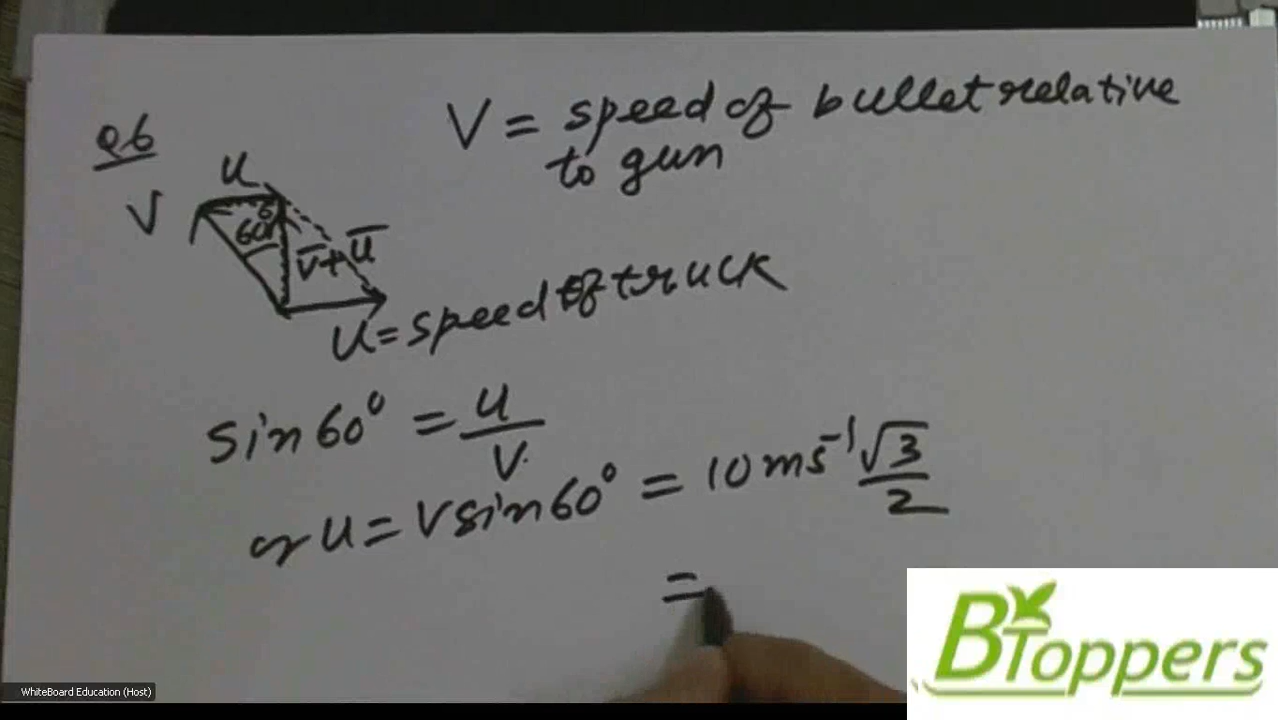 Q6
V = speed of bullet relative
to gun
u
V
60°
V̅ + u̅
u = speed of truck
sin 60° = u/V.
or u = V sin 60° = 10 ms⁻¹ √3/2
=
BToppers
WhiteBoard Education (Host)